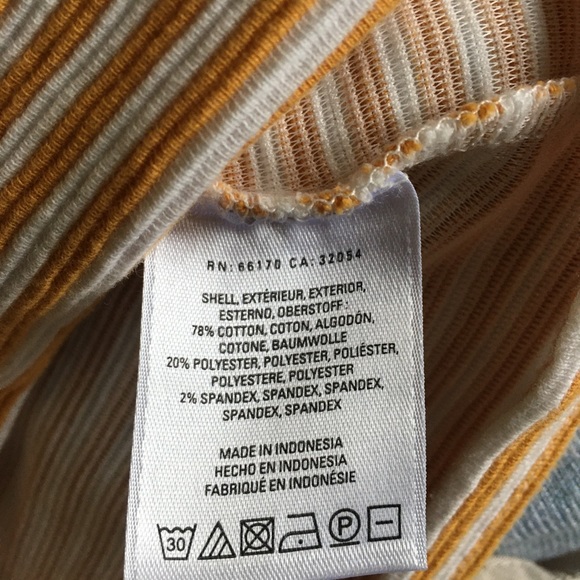 RN: 66170 CA: 32054
SHELL, EXTÉRIEUR, EXTERIOR,
ESTERNO, OBERSTOFF:
78% COTTON, COTON, ALGODÓN,
COTONE, BAUMWOLLE
20% POLYESTER, POLYESTER, POLIÉSTER,
POLYESTERE, POLYESTER
2% SPANDEX, SPANDEX, SPANDEX,
SPANDEX, SPANDEX
MADE IN INDONESIA
HECHO EN INDONESIA
FABRIQUÉ EN INDONÉSIE
30 P